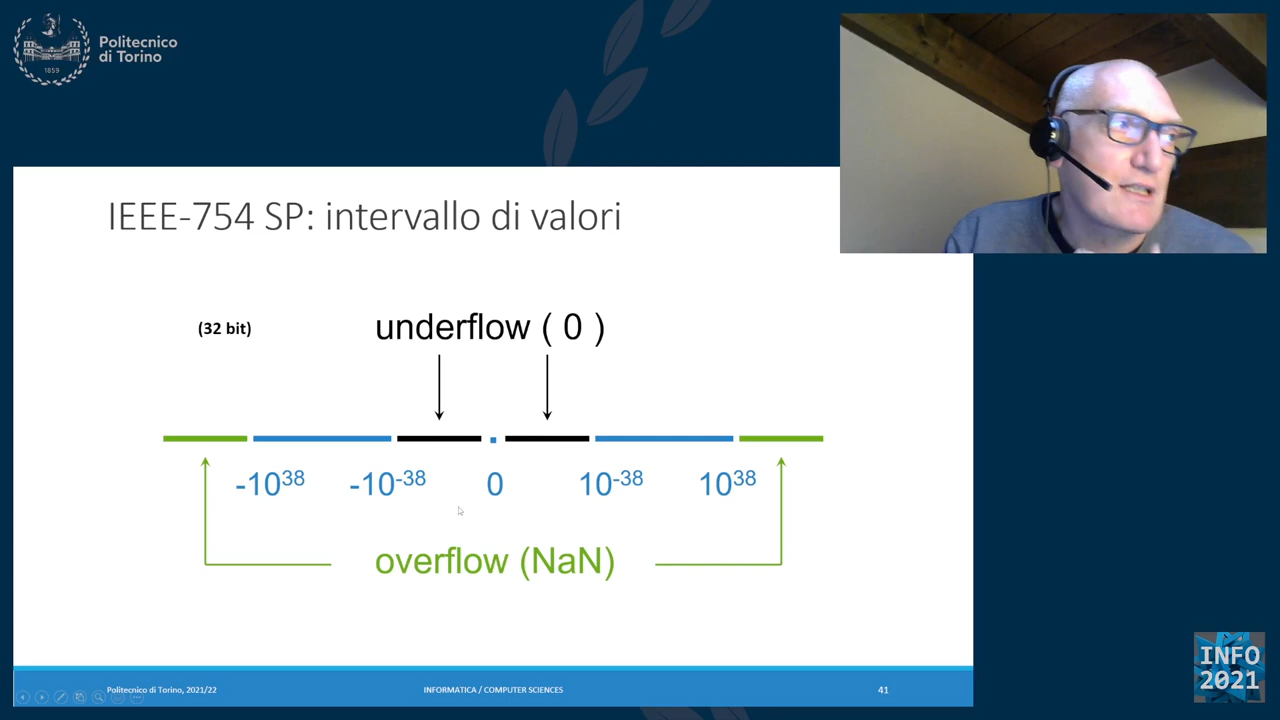 Politecnico
di Torino
1859
IEEE-754 SP: intervallo di valori
(32 bit)
underflow ( 0 )
-10³⁸ -10⁻³⁸ 0 10⁻³⁸ 10³⁸
overflow (NaN)
Politecnico di Torino, 2021/22 INFORMATICA / COMPUTER SCIENCES 41
INFO
2021